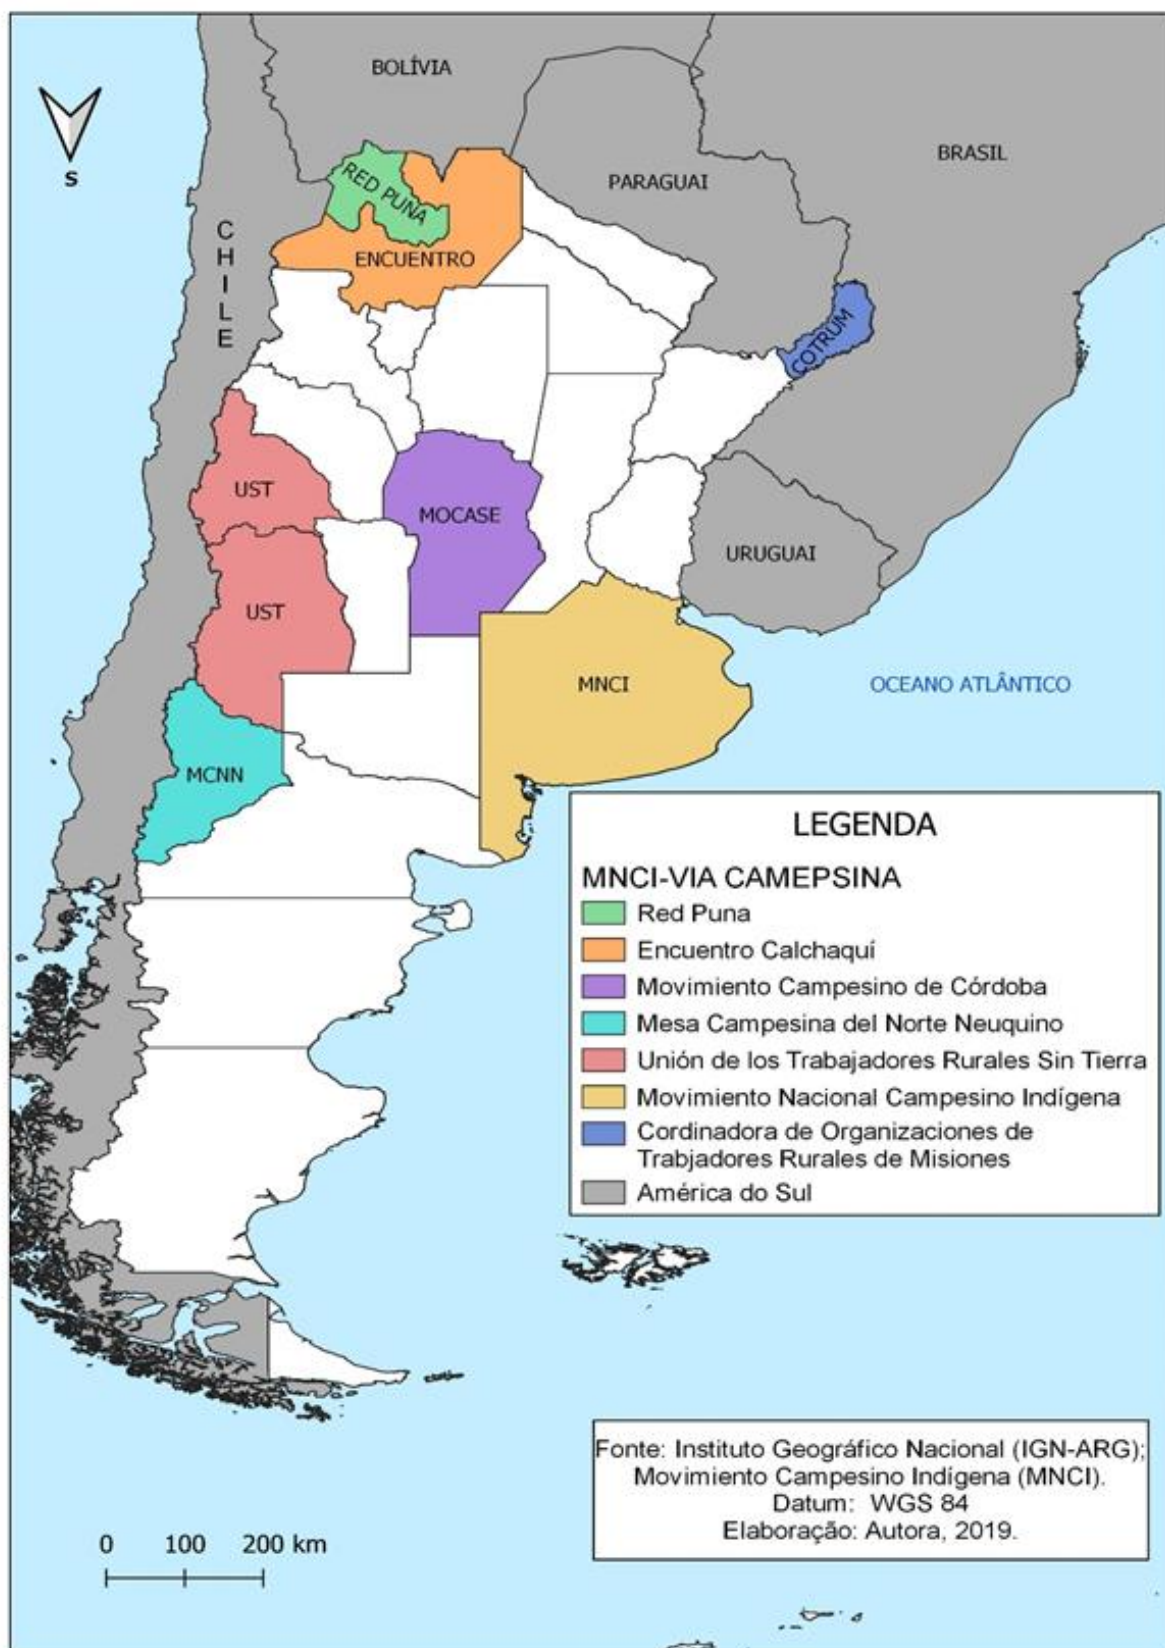 BOLÍVIA
BRASIL
PARAGUAI
S
RED PUNA
CHILE
ENCUENTRO
COTRUM
UST
MOCASE
URUGUAI
UST
MNCI
OCEANO ATLÂNTICO
MCNN
LEGENDA
MNCI-VIA CAMEPSINA
Red Puna
Encuentro Calchaquí
Movimiento Campesino de Córdoba
Mesa Campesina del Norte Neuquino
Unión de los Trabajadores Rurales Sin Tierra
Movimiento Nacional Campesino Indígena
Cordinadora de Organizaciones de
Trabjadores Rurales de Misiones
América do Sul
Fonte: Instituto Geográfico Nacional (IGN-ARG);
Movimiento Campesino Indígena (MNCI).
Datum: WGS 84
Elaboração: Autora, 2019.
0 100 200 km